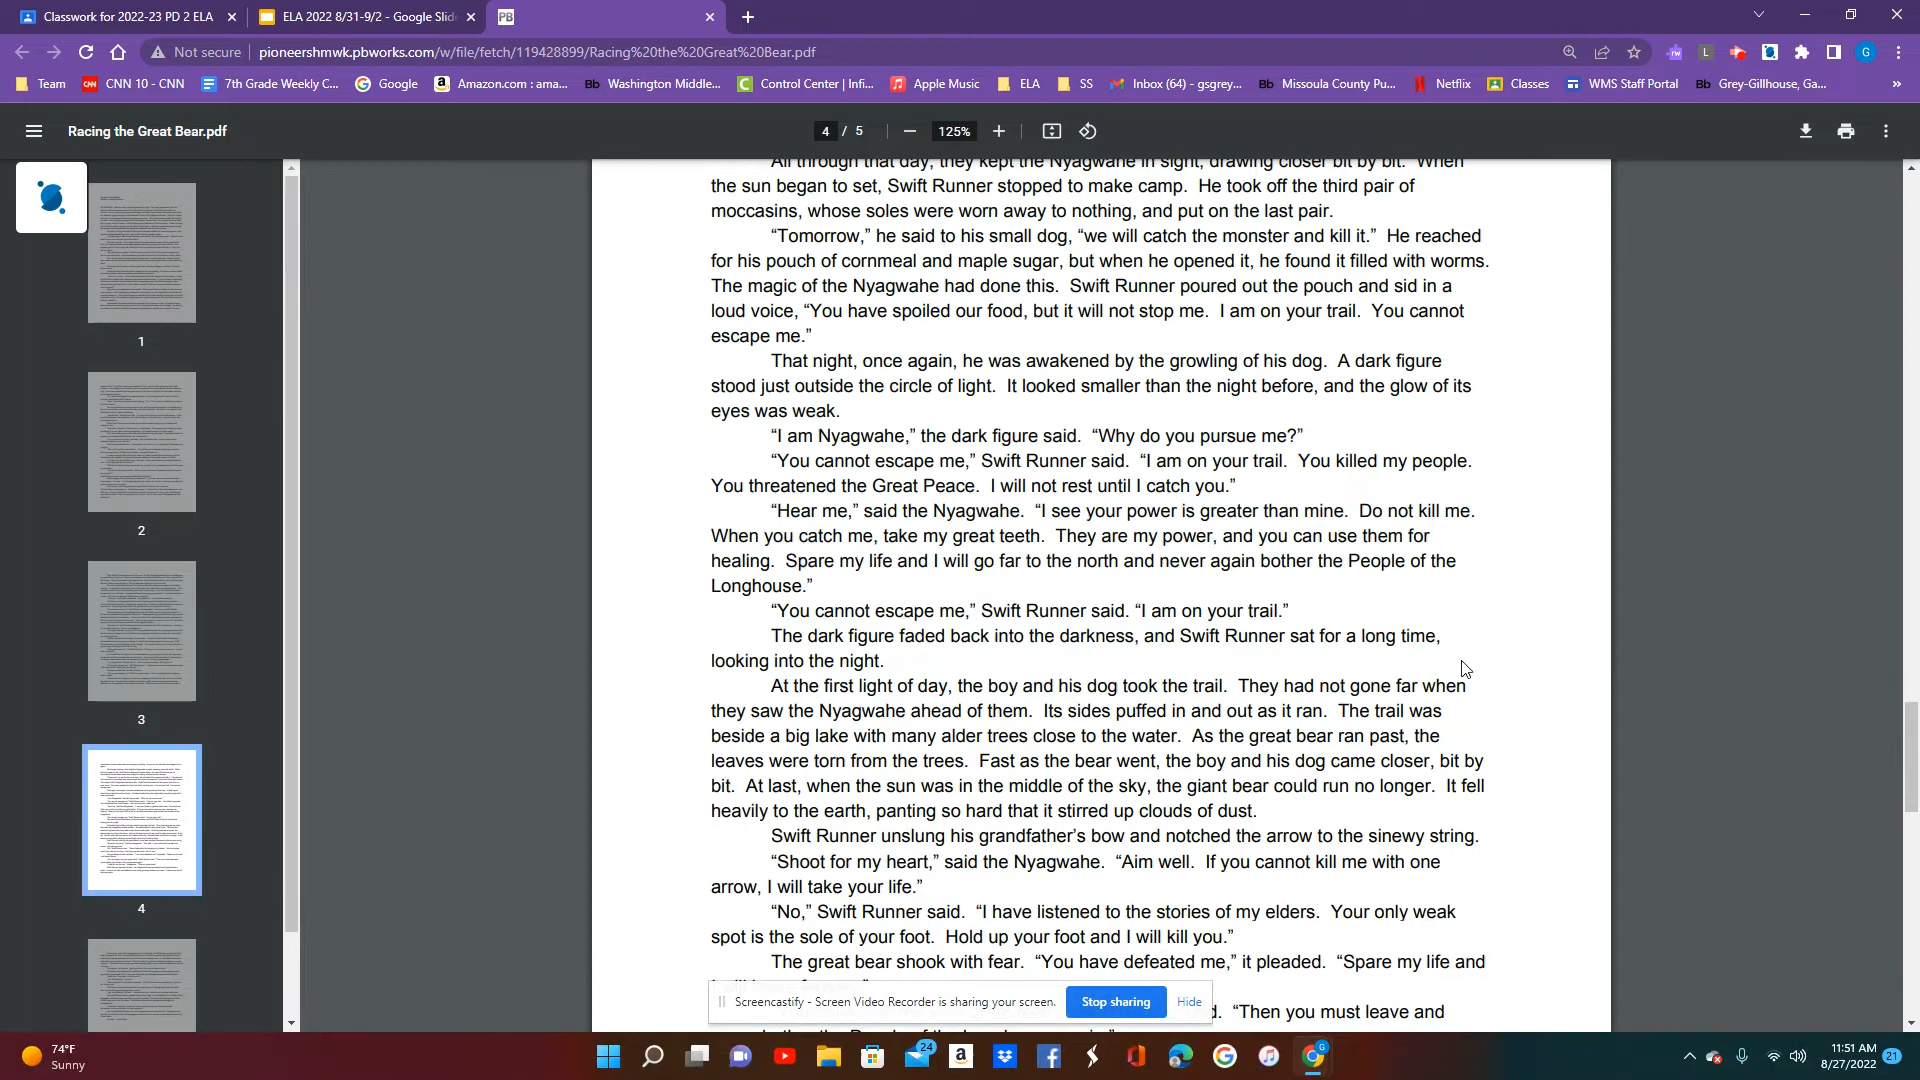 Classwork for 2022-23 PD 2 ELA
ELA 2022 8/31-9/2 - Google Slide
PB
Not secure
pioneershmwk.pbworks.com/w/file/fetch/119428899/Racing%20the%20Great%20Bear.pdf
Team
CNN 10 - CNN
7th Grade Weekly C...
Google
Amazon.com : ama...
Washington Middle...
Control Center | Infi...
Apple Music
ELA
SS
Inbox (64) - gsgrey...
Missoula County Pu...
Netflix
Classes
WMS Staff Portal
Grey-Gillhouse, Ga...
Racing the Great Bear.pdf
4 / 5
125%
1
2
3
4
All through that day, they kept the Nyagwahe in sight, drawing closer bit by bit. When
the sun began to set, Swift Runner stopped to make camp. He took off the third pair of
moccasins, whose soles were worn away to nothing, and put on the last pair.
“Tomorrow,” he said to his small dog, “we will catch the monster and kill it.” He reached
for his pouch of cornmeal and maple sugar, but when he opened it, he found it filled with worms.
The magic of the Nyagwahe had done this. Swift Runner poured out the pouch and sid in a
loud voice, “You have spoiled our food, but it will not stop me. I am on your trail. You cannot
escape me.”
That night, once again, he was awakened by the growling of his dog. A dark figure
stood just outside the circle of light. It looked smaller than the night before, and the glow of its
eyes was weak.
“I am Nyagwahe,” the dark figure said. “Why do you pursue me?”
“You cannot escape me,” Swift Runner said. “I am on your trail. You killed my people.
You threatened the Great Peace. I will not rest until I catch you.”
“Hear me,” said the Nyagwahe. “I see your power is greater than mine. Do not kill me.
When you catch me, take my great teeth. They are my power, and you can use them for
healing. Spare my life and I will go far to the north and never again bother the People of the
Longhouse.”
“You cannot escape me,” Swift Runner said. “I am on your trail.”
The dark figure faded back into the darkness, and Swift Runner sat for a long time,
looking into the night.
At the first light of day, the boy and his dog took the trail. They had not gone far when
they saw the Nyagwahe ahead of them. Its sides puffed in and out as it ran. The trail was
beside a big lake with many alder trees close to the water. As the great bear ran past, the
leaves were torn from the trees. Fast as the bear went, the boy and his dog came closer, bit by
bit. At last, when the sun was in the middle of the sky, the giant bear could run no longer. It fell
heavily to the earth, panting so hard that it stirred up clouds of dust.
Swift Runner unslung his grandfather’s bow and notched the arrow to the sinewy string.
“Shoot for my heart,” said the Nyagwahe. “Aim well. If you cannot kill me with one
arrow, I will take your life.”
“No,” Swift Runner said. “I have listened to the stories of my elders. Your only weak
spot is the sole of your foot. Hold up your foot and I will kill you.”
The great bear shook with fear. “You have defeated me,” it pleaded. “Spare my life and
“Then you must leave and
Screencastify - Screen Video Recorder is sharing your screen.
Stop sharing
Hide
74°F
Sunny
24
11:51 AM
8/27/2022
21